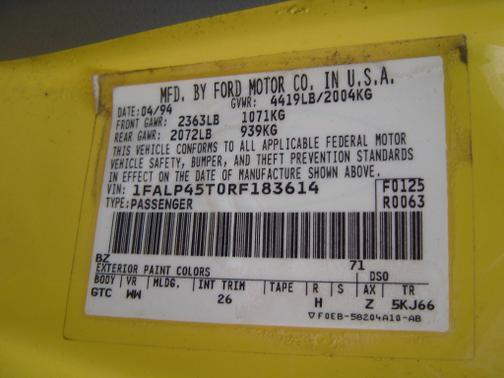 MFD. BY FORD MOTOR CO. IN U.S.A.
DATE: 04/94 GVWR: 4419LB/2004KG
FRONT GAWR: 2363LB 1071KG
REAR GAWR: 2072LB 939KG
THIS VEHICLE CONFORMS TO ALL APPLICABLE FEDERAL MOTOR
VEHICLE SAFETY, BUMPER, AND THEFT PREVENTION STANDARDS
IN EFFECT ON THE DATE OF MANUFACTURE SHOWN ABOVE.
VIN: 1FALP45T0RF183614 F0125
TYPE: PASSENGER R0063
BZ 71
EXTERIOR PAINT COLORS DSO
BODY VR MLDG. INT TRIM TAPE R S AX TR
GTC WW 26 H Z 5KJ66
▽F0EB-58204A10-AB